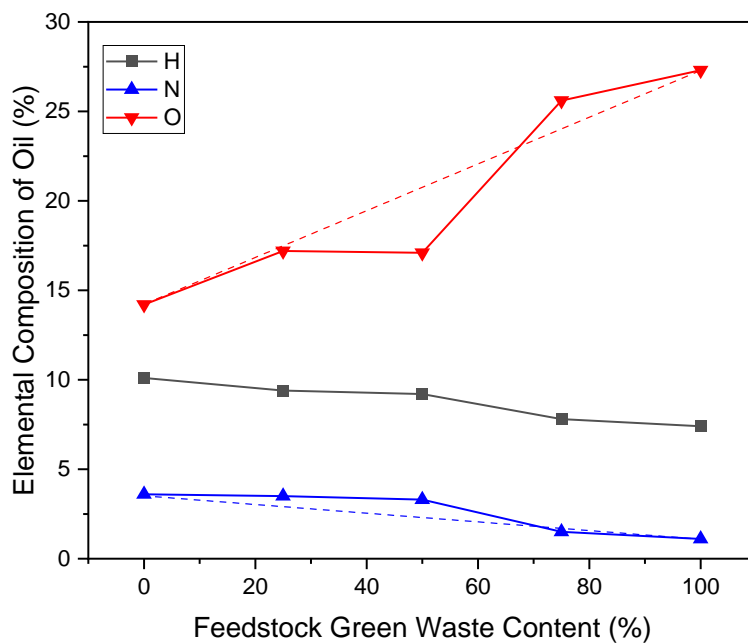 30
25
20
15
10
5
0
Elemental Composition of Oil (%)
H
N
O
0 20 40 60 80 100
Feedstock Green Waste Content (%)